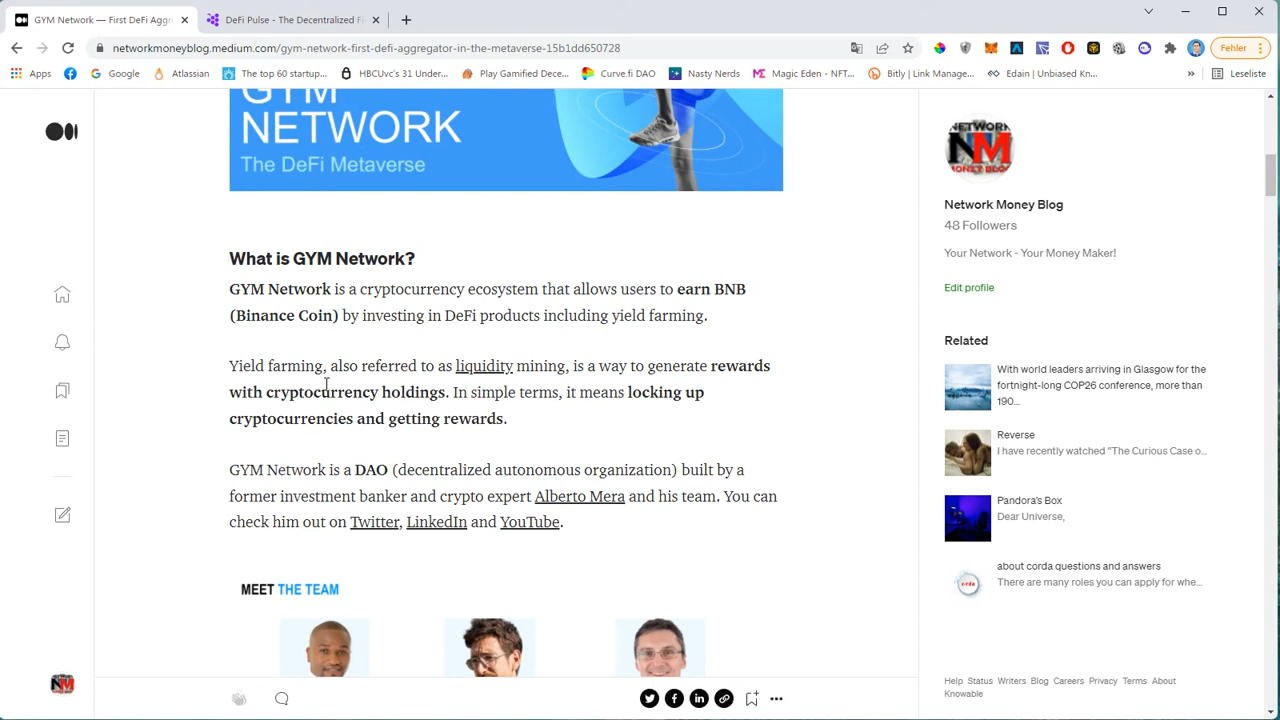 GYM Network — First DeFi Aggr
DeFi Pulse - The Decentralized Fi
networkmoneyblog.medium.com/gym-network-first-defi-aggregator-in-the-metaverse-15b1dd650728
Fehler
Apps
Google
Atlassian
The top 60 startup...
HBCUvc's 31 Under...
Play Gamified Dece...
Curve.fi DAO
Nasty Nerds
Magic Eden - NFT...
Bitly | Link Manage...
Edain | Unbiased Kn...
»
Leseliste
GYM
NETWORK
The DeFi Metaverse
What is GYM Network?
GYM Network is a cryptocurrency ecosystem that allows users to earn BNB
(Binance Coin) by investing in DeFi products including yield farming.
Yield farming, also referred to as liquidity mining, is a way to generate rewards
with cryptocurrency holdings. In simple terms, it means locking up
cryptocurrencies and getting rewards.
GYM Network is a DAO (decentralized autonomous organization) built by a
former investment banker and crypto expert Alberto Mera and his team. You can
check him out on Twitter, LinkedIn and YouTube.
MEET THE TEAM
NETWORK
NM
MONEY BLOG
Network Money Blog
48 Followers
Your Network - Your Money Maker!
Edit profile
Related
With world leaders arriving in Glasgow for the
fortnight-long COP26 conference, more than
190...
Reverse
I have recently watched "The Curious Case o...
Pandora's Box
Dear Universe,
about corda questions and answers
There are many roles you can apply for whe...
Help Status Writers Blog Careers Privacy Terms About
Knowable